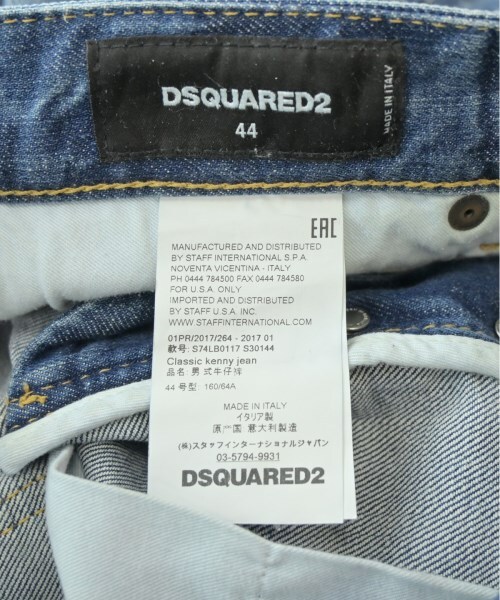 DSQUARED2
44
MADE IN ITALY
EAC
MANUFACTURED AND DISTRIBUTED
BY STAFF INTERNATIONAL S.P.A.
NOVENTA VICENTINA - ITALY
PH 0444 784500 FAX 0444 784580
FOR U.S.A. ONLY
IMPORTED AND DISTRIBUTED
BY STAFF U.S.A. INC.
WWW.STAFFINTERNATIONAL.COM
01PR/2017/264 - 2017 01
款号: S74LB0117 S30144
Classic kenny jean
品名: 男式牛仔裤
44 号型: 160/64A
MADE IN ITALY
イタリア製
原产国 意大利製造
(株)スタッフインターナショナルジャパン
03-5794-9931
DSQUARED2